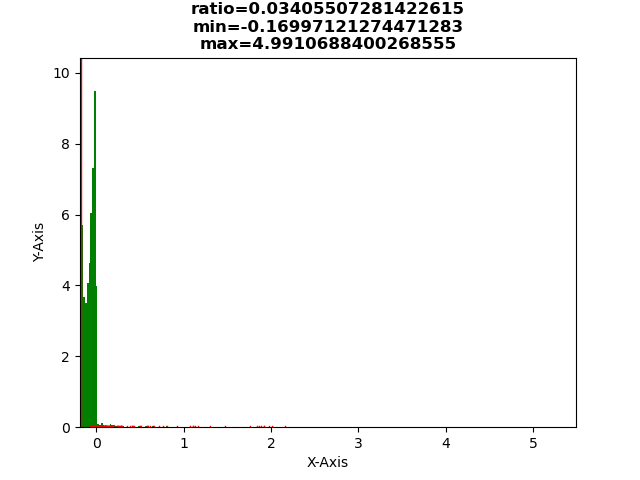 ratio=0.03405507281422615
min=-0.16997121274471283
max=4.9910688400268555
10
8
6
4
2
0
Y-Axis
0 1 2 3 4 5
X-Axis